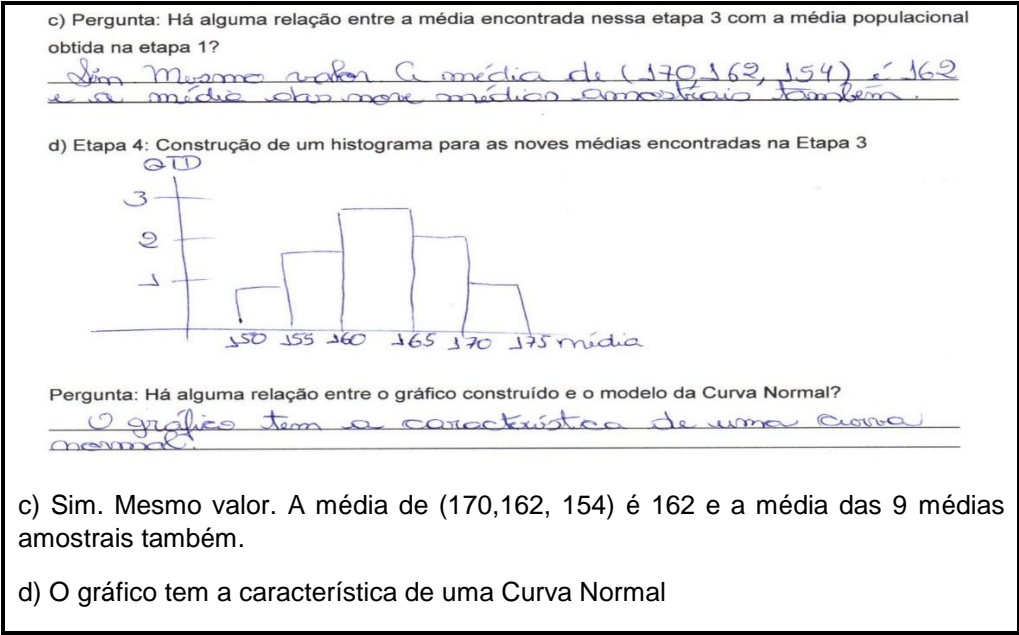 c) Pergunta: Há alguma relação entre a média encontrada nessa etapa 3 com a média populacional
obtida na etapa 1?
Sim Mesmo valor A média de (170,162, 154) é 162
e a média das nove médias amostriais também.
d) Etapa 4: Construção de um histograma para as noves médias encontradas na Etapa 3
QTD
3
2
1
150 155 160 165 170 175 média
Pergunta: Há alguma relação entre o gráfico construído e o modelo da Curva Normal?
O gráfico tem a característica de uma curva
normal.
c) Sim. Mesmo valor. A média de (170,162, 154) é 162 e a média das 9 médias
amostrais também.
d) O gráfico tem a característica de uma Curva Normal